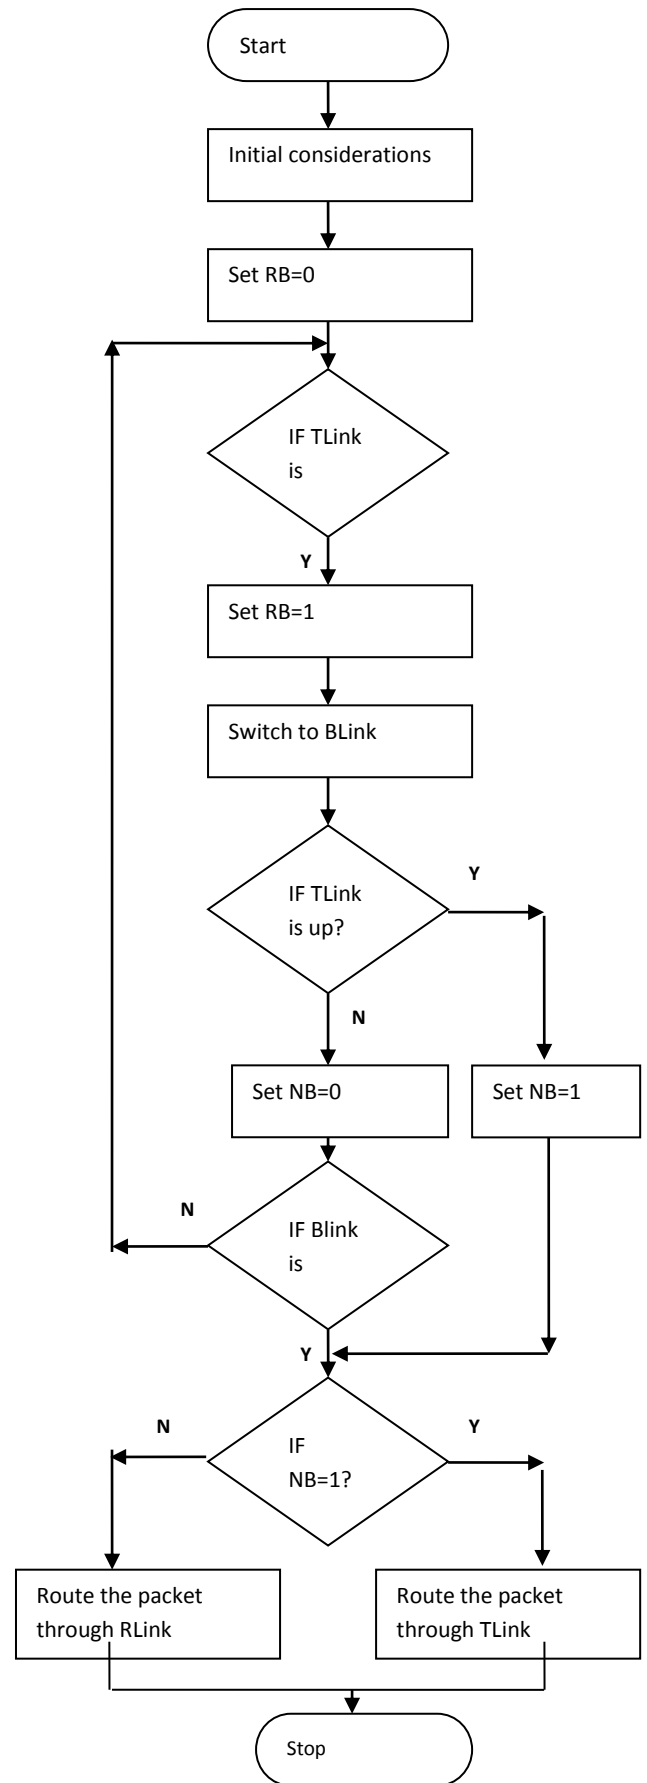 Start
Initial considerations
Set RB=0
IF TLink
is
Y
Set RB=1
Switch to BLink
IF TLink
is up?
Y
N
Set NB=0
Set NB=1
N
IF Blink
is
Y
N
IF
NB=1?
Y
Route the packet
through RLink
Route the packet
through TLink
Stop